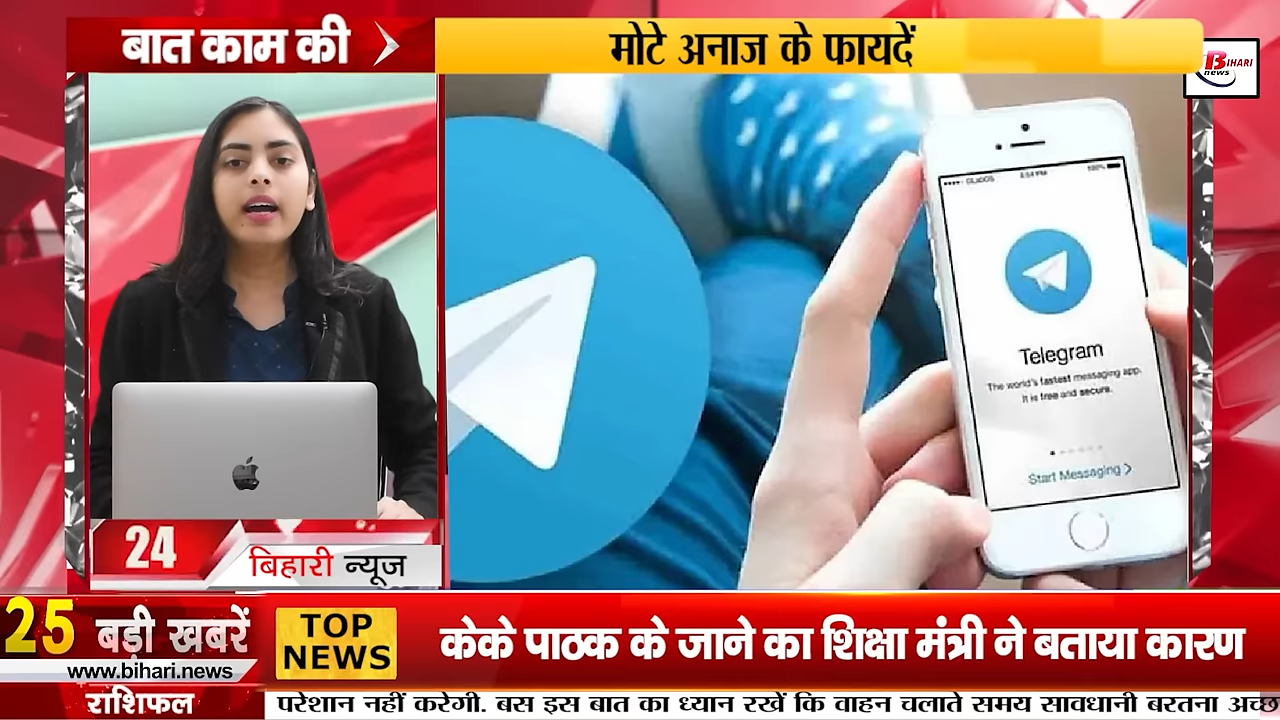 बात काम की
मोटे अनाज के फायदें
BIHARI
news
100%
Telegram
The world's fastest messaging app.
It is free and secure.
Start Messaging
24
बिहारी न्यूज
25 बड़ी खबरें
www.bihari.news
TOP
NEWS
केके पाठक के जाने का शिक्षा मंत्री ने बताया कारण
राशिफल
परेशान नहीं करेगी. बस इस बात का ध्यान रखें कि वाहन चलाते समय सावधानी बरतना